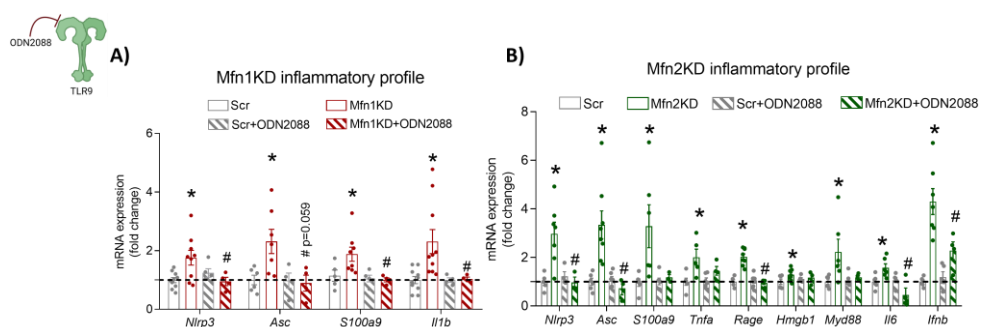 ODN2088
TLR9
A)
Mfn1KD inflammatory profile
Scr
Mfn1KD
Scr+ODN2088
Mfn1KD+ODN2088
mRNA expression
(fold change)
6
4
2
0
*
*
*
*
#
# p=0.059
#
#
Nlrp3 Asc S100a9 Il1b
B)
Mfn2KD inflammatory profile
Scr
Mfn2KD
Scr+ODN2088
Mfn2KD+ODN2088
mRNA expression
(fold change)
8
6
4
2
0
*
*
*
*
*
*
*
*
*
#
#
#
#
#
Nlrp3 Asc S100a9 Tnfa Rage Hmgb1 Myd88 Il6 Ifnb